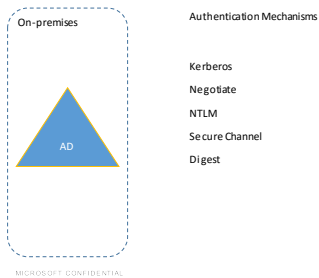 On-premises
AD
Authentication Mechanisms
Kerberos
Negotiate
NTLM
Secure Channel
Digest
MICROSOFT CONFIDENTIAL